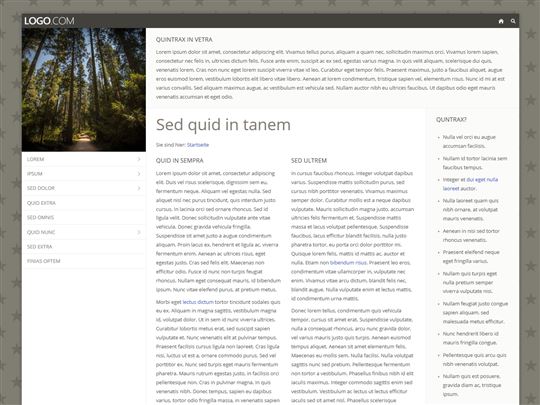 LOGO.COM
QUINTRAX IN VETRA
Lorem ipsum dolor sit amet, consectetur adipiscing elit. Vivamus tellus purus, aliquam a quam nec, sollicitudin maximus orci. Vivamus lorem sapien,
consectetur nec felis in, ultricies dictum felis. Fusce ante enim, suscipit ac ex sed, egestas varius magna. In quis velit aliquam, scelerisque dui quis,
venenatis lorem. Cras non nunc eget lorem suscipit viverra vitae id leo. Curabitur eget tempor felis. Praesent maximus, justo a faucibus aliquet, augue
eros euismod lorem, vestibulum lobortis elit libero vitae libero. Aenean at lorem vitae tortor condimentum sapien vel, elementum risus. Nunc id mi at est
varius convallis. Sed aliquam maximus augue, ac vestibulum est vehicula sed. Nullam auctor nibh eu ultrices faucibus. Ut dapibus odio eget mauris
venenatis accumsan et eget odio.
LOREM
IPSUM
SED DOLOR
QUID EXTRA
SED OMNIS
QUID NUNC
SED EXTRA
FINIAS OPTEM
Sed quid in tanem
Sie sind hier: Startseite
QUID IN SEMPRA
Lorem ipsum dolor sit amet, consectetur adipiscing
elit. Duis vel risus scelerisque, dignissim sem eu,
fermentum neque. Aliquam vel egestas nulla. Sed
aliquet nisl nec purus tincidunt, quis interdum justo
cursus. In lacinia orci sed ornare rhoncus. Sed id
ligula velit. Donec sollicitudin vulputate ante vitae
vehicula. Donec gravida vehicula fringilla.
Suspendisse sit amet justo a augue condimentum
aliquam. Proin lacus ex, hendrerit et ligula ac, viverra
fermentum enim. Aenean ac urna risus, eget
egestas justo. Cras sed felis elit. Maecenas non
efficitur odio. Fusce id nunc non turpis feugiat
rhoncus. Nullam eget consequat mauris, id bibendum
ipsum. Nunc vitae eleifend purus, at pretium metus.
Morbi eget lectus dictum tortor tincidunt sodales quis
eu ex. Aliquam in magna sagittis, vestibulum magna
id, volutpat dolor. Ut in sem id nunc viverra ultrices.
Curabitur lobortis metus erat, sed suscipit sapien
vulputate et. Nunc venenatis elit at pulvinar tempus.
Praesent facilisis cursus ligula non laoreet. Cras ligula
nisl, luctus ut est a, ornare commodo purus. Sed vel
porttitor ex. Nunc sed turpis eget mauris fermentum
pharetra. Mauris rutrum magna justo, in facilisis orci
pellentesque non. Cras in pulvinar magna. In quis
venenatis nibh. Donec tempus, sapien eu dapibus
varius, tortor odio fringilla massa, in vestibulum erat
SED ULTREM
In cursus faucibus rhoncus. Integer volutpat dapibus
turpis. Suspendisse mattis suscipit purus, sed
egestas turpis rhoncus non. Vivamus maximus
semper dolor. Curabitur mollis est a neque dapibus
vulputate. Mauris sollicitudin magna justo, accumsan
ultricies felis fermentum et. Suspendisse mattis
massa et lacus volutpat pellentesque. Suspendisse
faucibus, lacus efficitur blandit facilisis, nulla justo
pharetra tortor, eu porta orci dolor porttitor mi.
Quisque lorem felis, mattis id mattis ac, auctor et
nulla. Etiam non bibendum risus. Praesent leo eros,
condimentum vitae ullamcorper in, vulputate nec
enim. Vivamus vitae arcu dictum, blandit felis nec,
blandit augue. Nulla vulputate enim et lectus mattis,
id condimentum urna mattis.
Donec lorem tellus, condimentum quis vehicula
tempor, cursus sit amet erat. Suspendisse vulputate,
nulla a consequat rhoncus, arcu nunc gravida dolor,
vel varius mauris justo quis turpis. Aenean euismod
tempus aliquet. Aenean sit amet elementum felis.
Maecenas eu mollis sem. Nulla facilisi. Nulla volutpat
sagittis nunc sed pretium. Pellentesque fermentum
non tortor a vestibulum. Phasellus finibus nibh id elit
iaculis maximus. Integer commodo sagittis enim sed
vestibulum. Vestibulum ac tincidunt est. Ut efficitur
iaculis sed sit amet nisl. Phasellus scelerisque
QUNTRAX?
Nulla vel orci eu augue
accumsan facilisis.
Nullam id tortor lacinia sem
faucibus tempus.
Integer et dui eget nulla
laoreet auctor.
Nulla laoreet quam quis
nibh ornare, at volutpat
mauris venenatis.
Aenean in nisi sed tortor
rhoncus venenatis.
Praesent eleifend neque
eget fringilla varius.
Nullam quis turpis eget
nulla pretium semper
viverra vulputate nisi.
Nullam feugiat congue
sapien aliquam. sed
malesuada metus efficitur.
Nunc hendrerit libero id
mauris fringilla congue.
Pellentesque quis arcu quis
nibh volutpat venenatis.
Nullam quis est posuere,
gravida diam ac, tristique
ipsum.